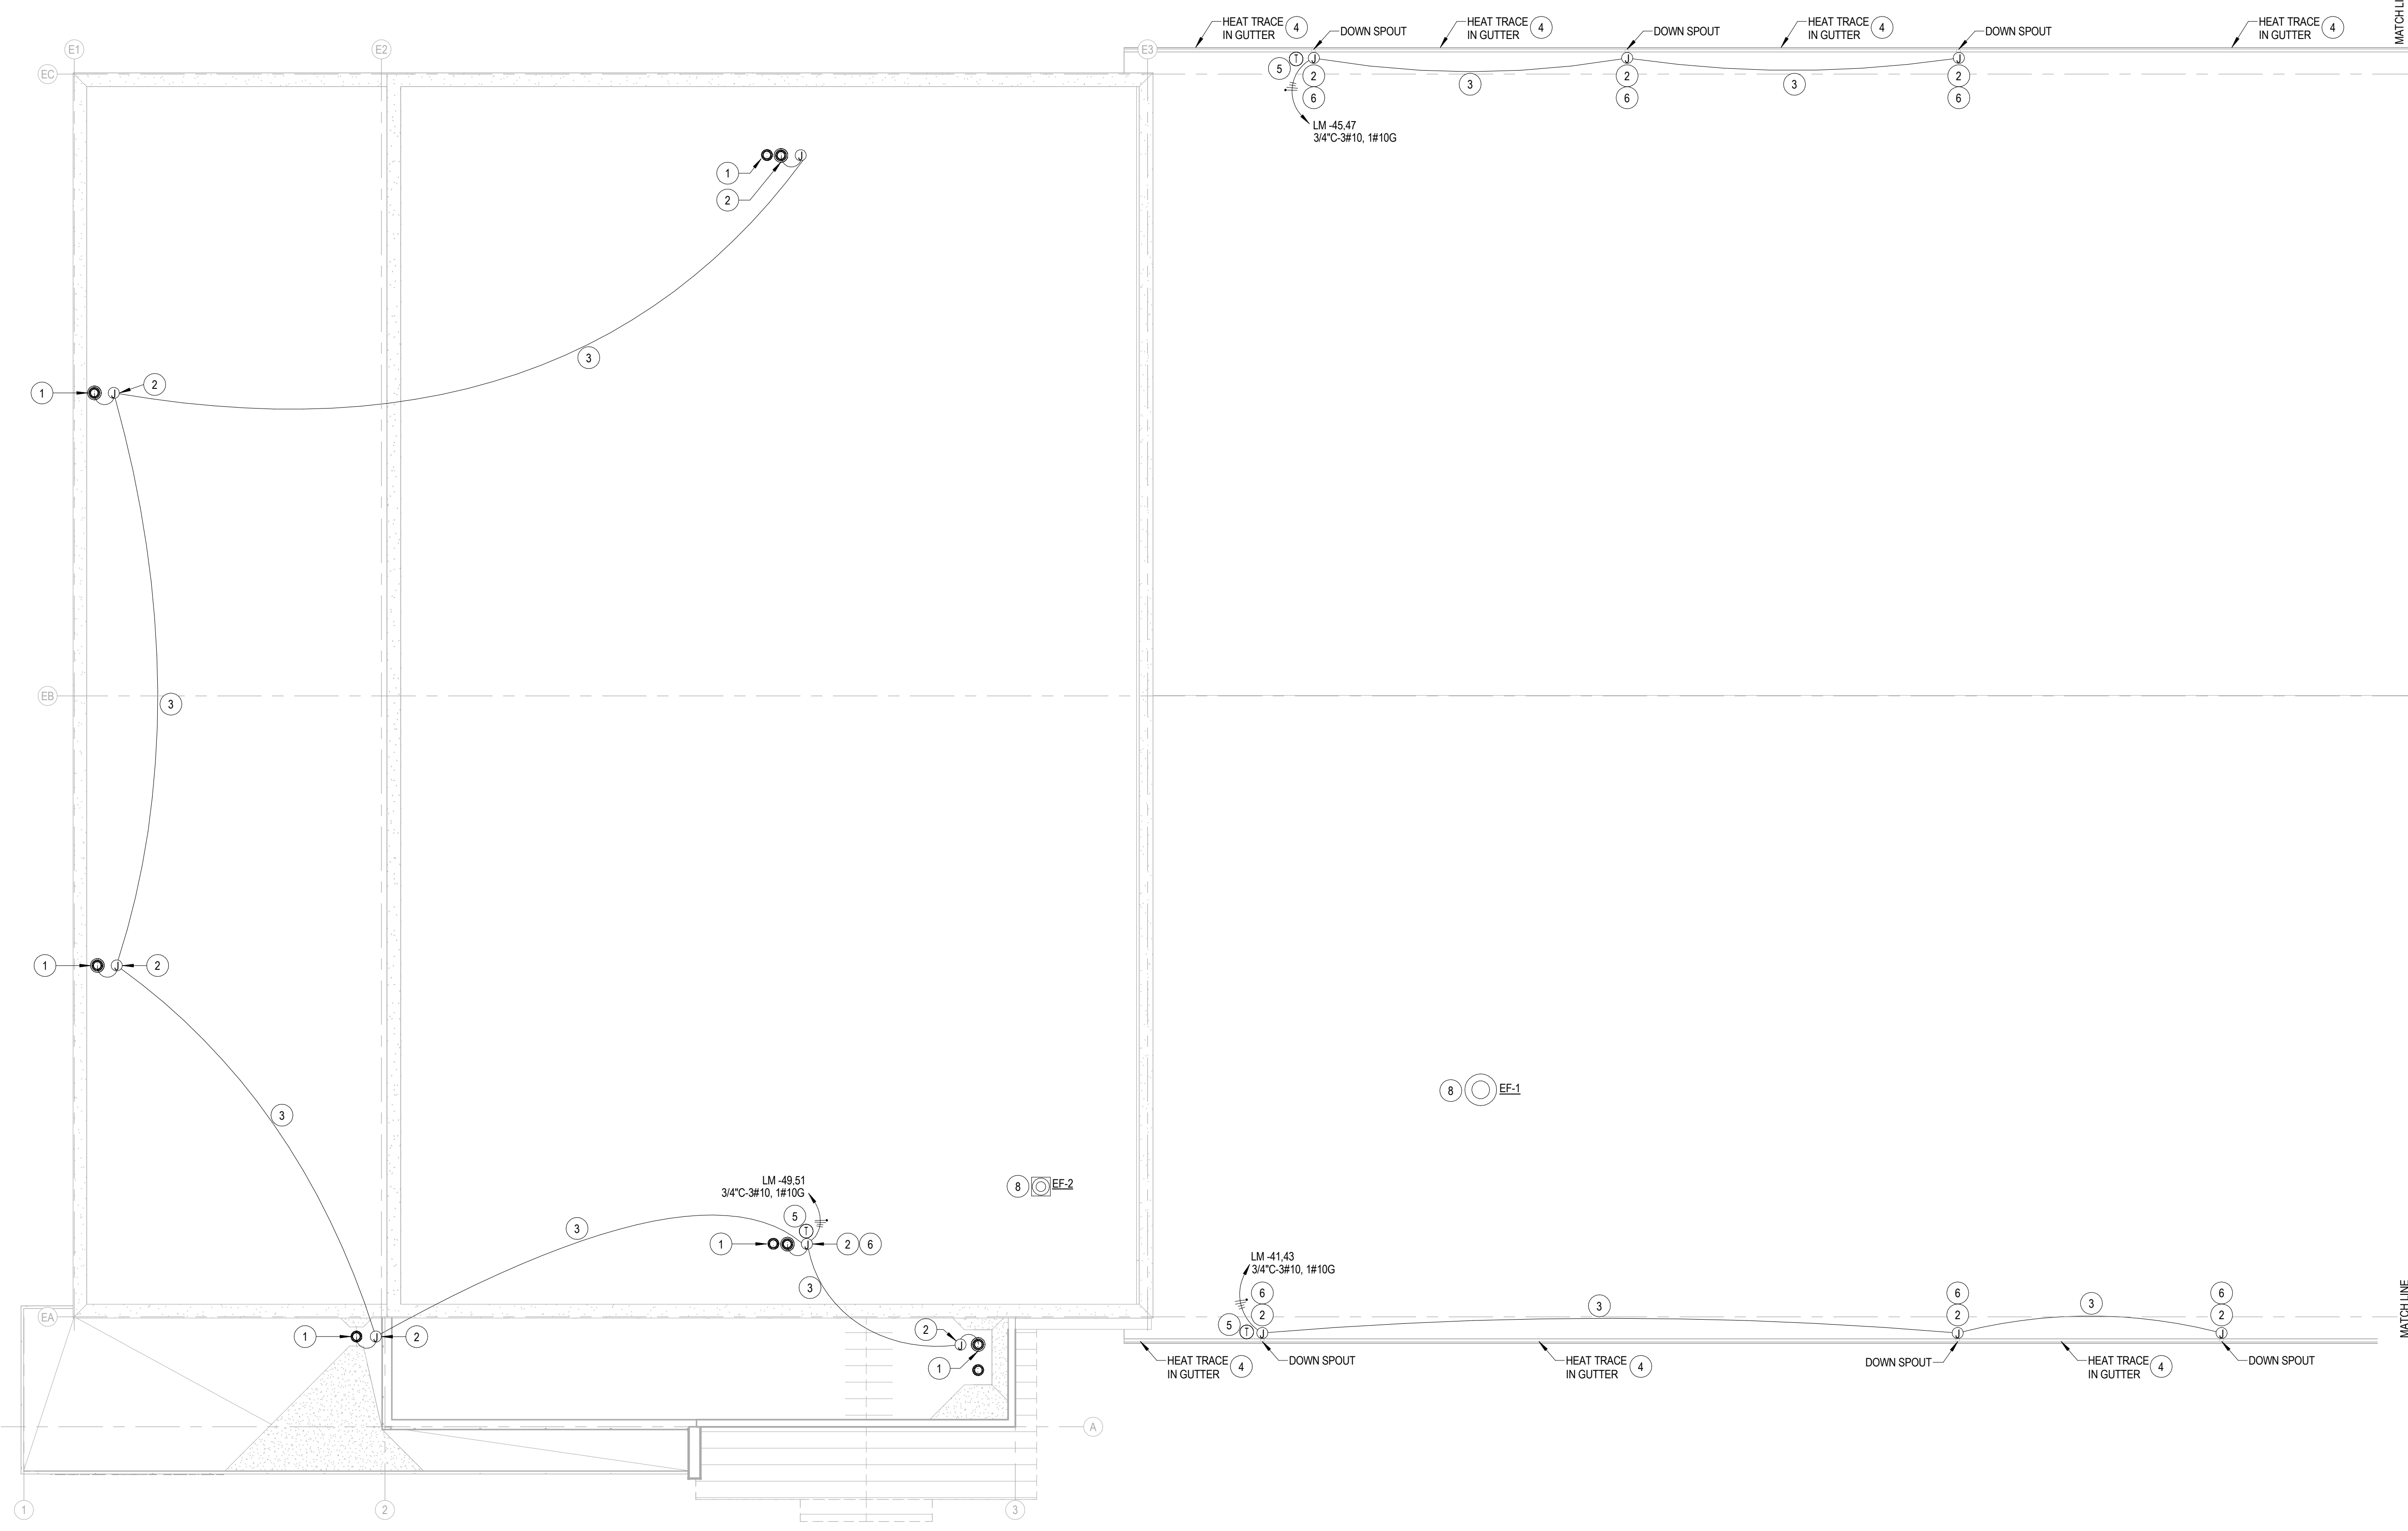 HEAT TRACE
IN GUTTER
4
DOWN SPOUT
HEAT TRACE
IN GUTTER
4
DOWN SPOUT
HEAT TRACE
IN GUTTER
4
DOWN SPOUT
HEAT TRACE
IN GUTTER
4
E1
E2
E3
EC
5
T
J
2
6
3
J
2
6
3
J
2
6
LM -45,47
3/4"C-3#10, 1#10G
J
1
2
3
1
J
2
EB
3
1
J
2
3
8
EF-1
8
EF-2
LM -49,51
3/4"C-3#10, 1#10G
5
T
3
1
J
2
6
3
LM -41,43
3/4"C-3#10, 1#10G
6
2
5
T
J
3
6
2
J
3
6
2
J
MATCH LINE
EA
1
J
2
2
J
1
HEAT TRACE
IN GUTTER
4
DOWN SPOUT
HEAT TRACE
IN GUTTER
4
DOWN SPOUT
HEAT TRACE
IN GUTTER
4
DOWN SPOUT
A
1
2
3